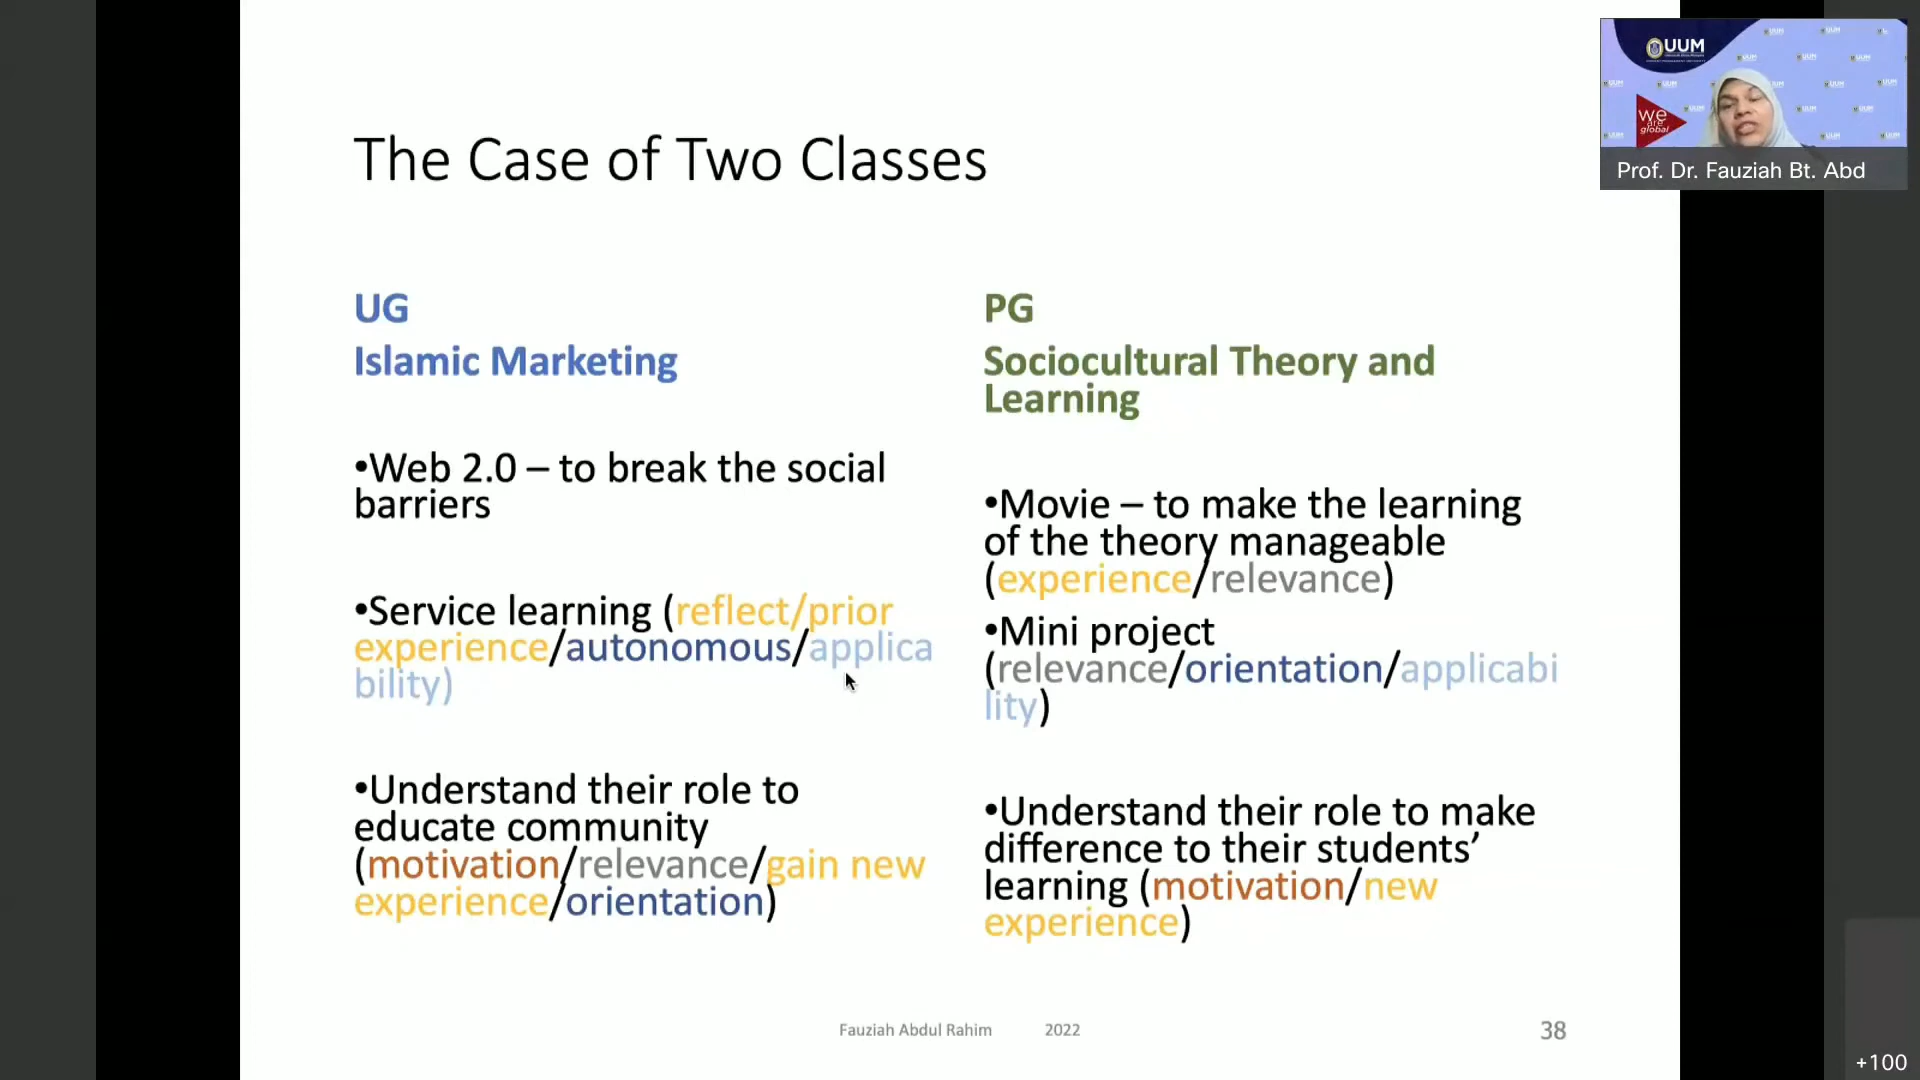 The Case of Two Classes
UG
Islamic Marketing
•Web 2.0 – to break the social
barriers
•Service learning (reflect/prior
experience/autonomous/applica
bility)
•Understand their role to
educate community
(motivation/relevance/gain new
experience/orientation)
PG
Sociocultural Theory and
Learning
•Movie – to make the learning
of the theory manageable
(experience/relevance)
•Mini project
(relevance/orientation/applicabi
lity)
•Understand their role to make
difference to their students’
learning (motivation/new
experience)
Fauziah Abdul Rahim 2022
38
UUM
we
are
global
Prof. Dr. Fauziah Bt. Abd
+100